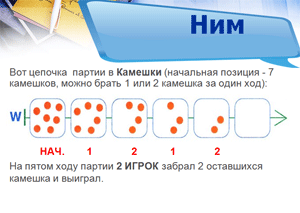 Ним
Вот цепочка партии в Камешки (начальная позиция - 7
камешков, можно брать 1 или 2 камешка за один ход):
W
НАЧ. 1 2 1 2
На пятом ходу партии 2 ИГРОК забрал 2 оставшихся
камешка и выиграл.